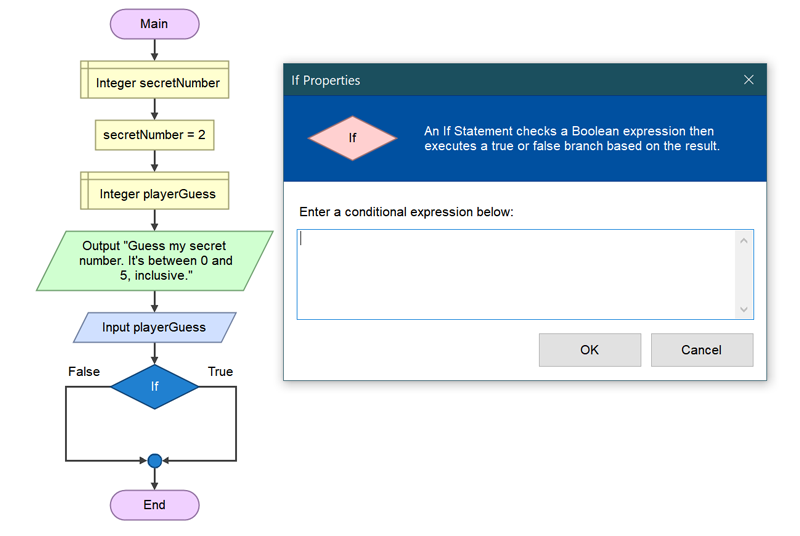 Main
Integer secretNumber
secretNumber = 2
Integer playerGuess
Output "Guess my secret
number. It's between 0 and
5, inclusive."
Input playerGuess
False
True
If
End
If Properties
If
An If Statement checks a Boolean expression then
executes a true or false branch based on the result.
Enter a conditional expression below:
OK
Cancel